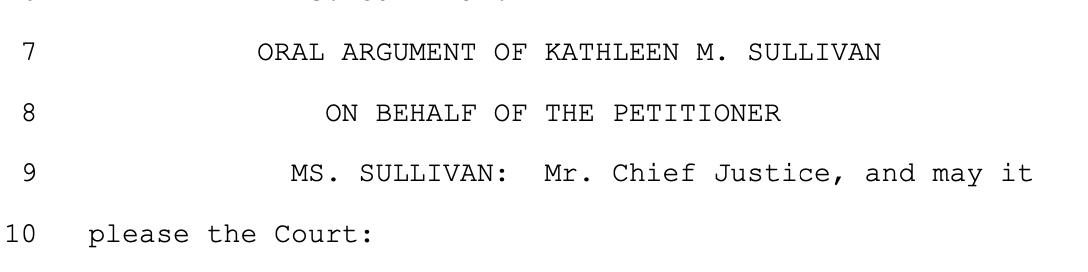 7 ORAL ARGUMENT OF KATHLEEN M. SULLIVAN
8 ON BEHALF OF THE PETITIONER
9 MS. SULLIVAN: Mr. Chief Justice, and may it
10 please the Court: